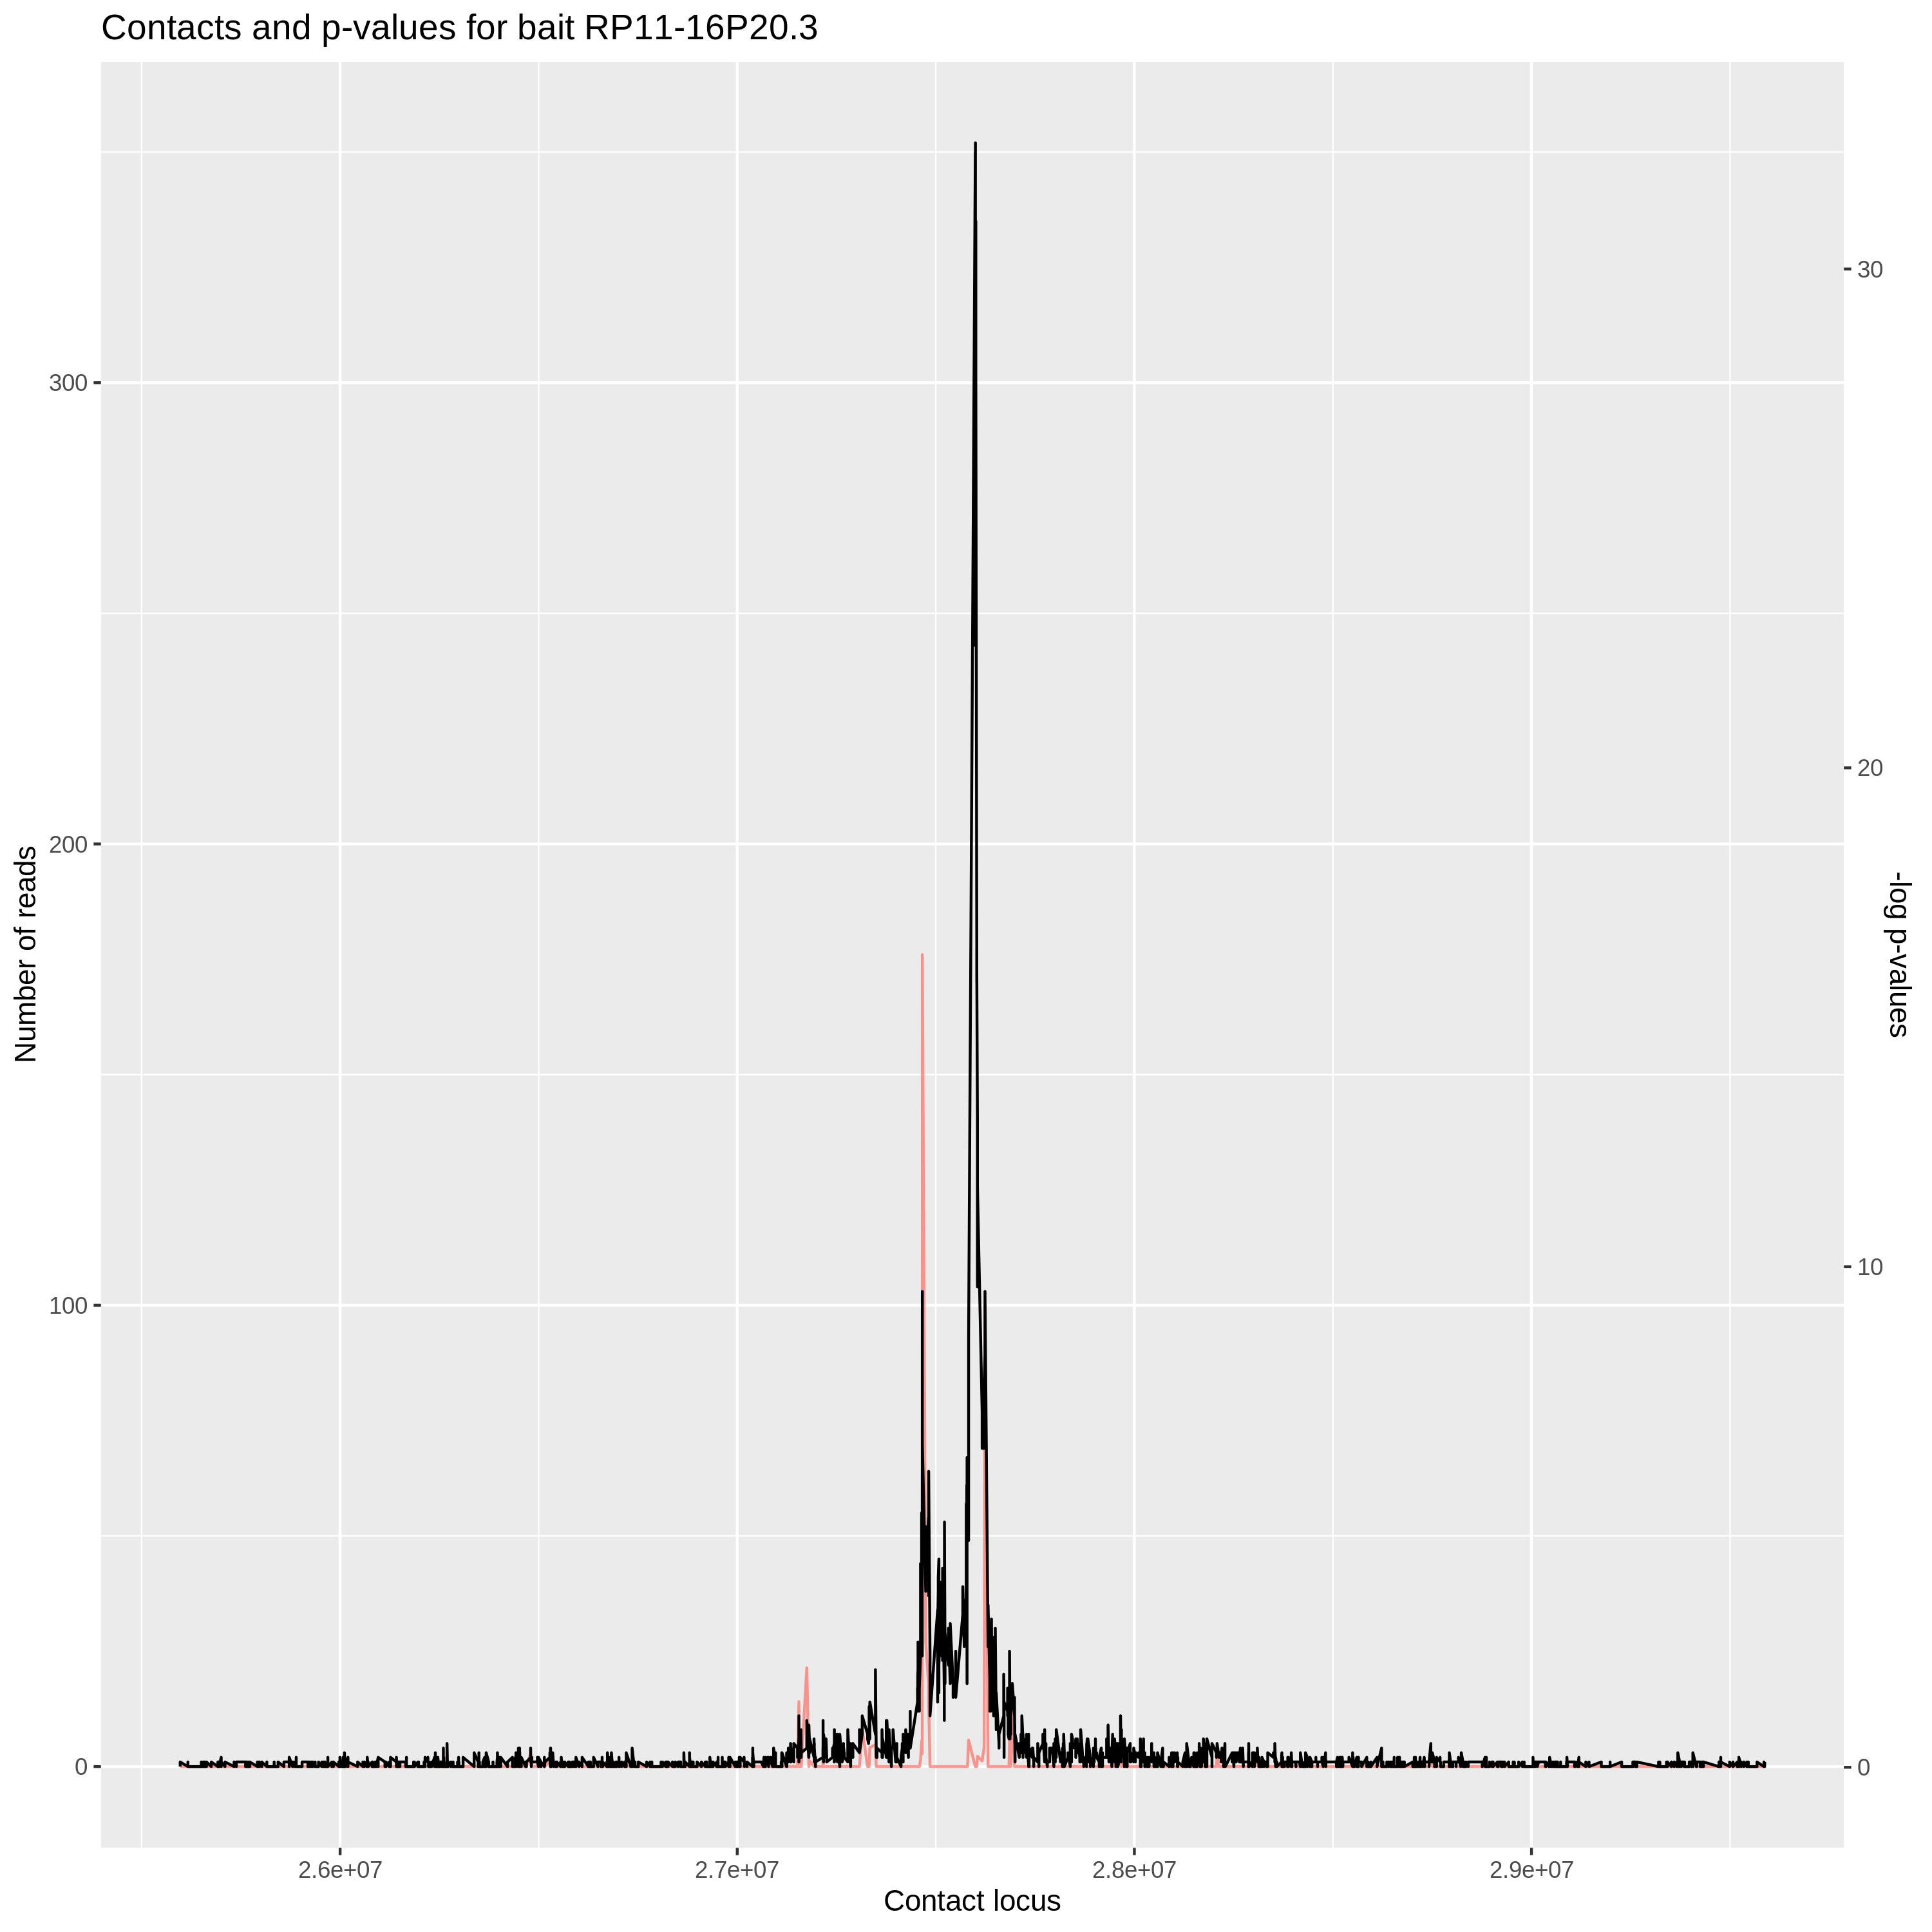 Contacts and p-values for bait RP11-16P20.3
Number of reads
300
200
100
0
30
20
10
0
-log p-values
2.6e+07 2.7e+07 2.8e+07 2.9e+07
Contact locus